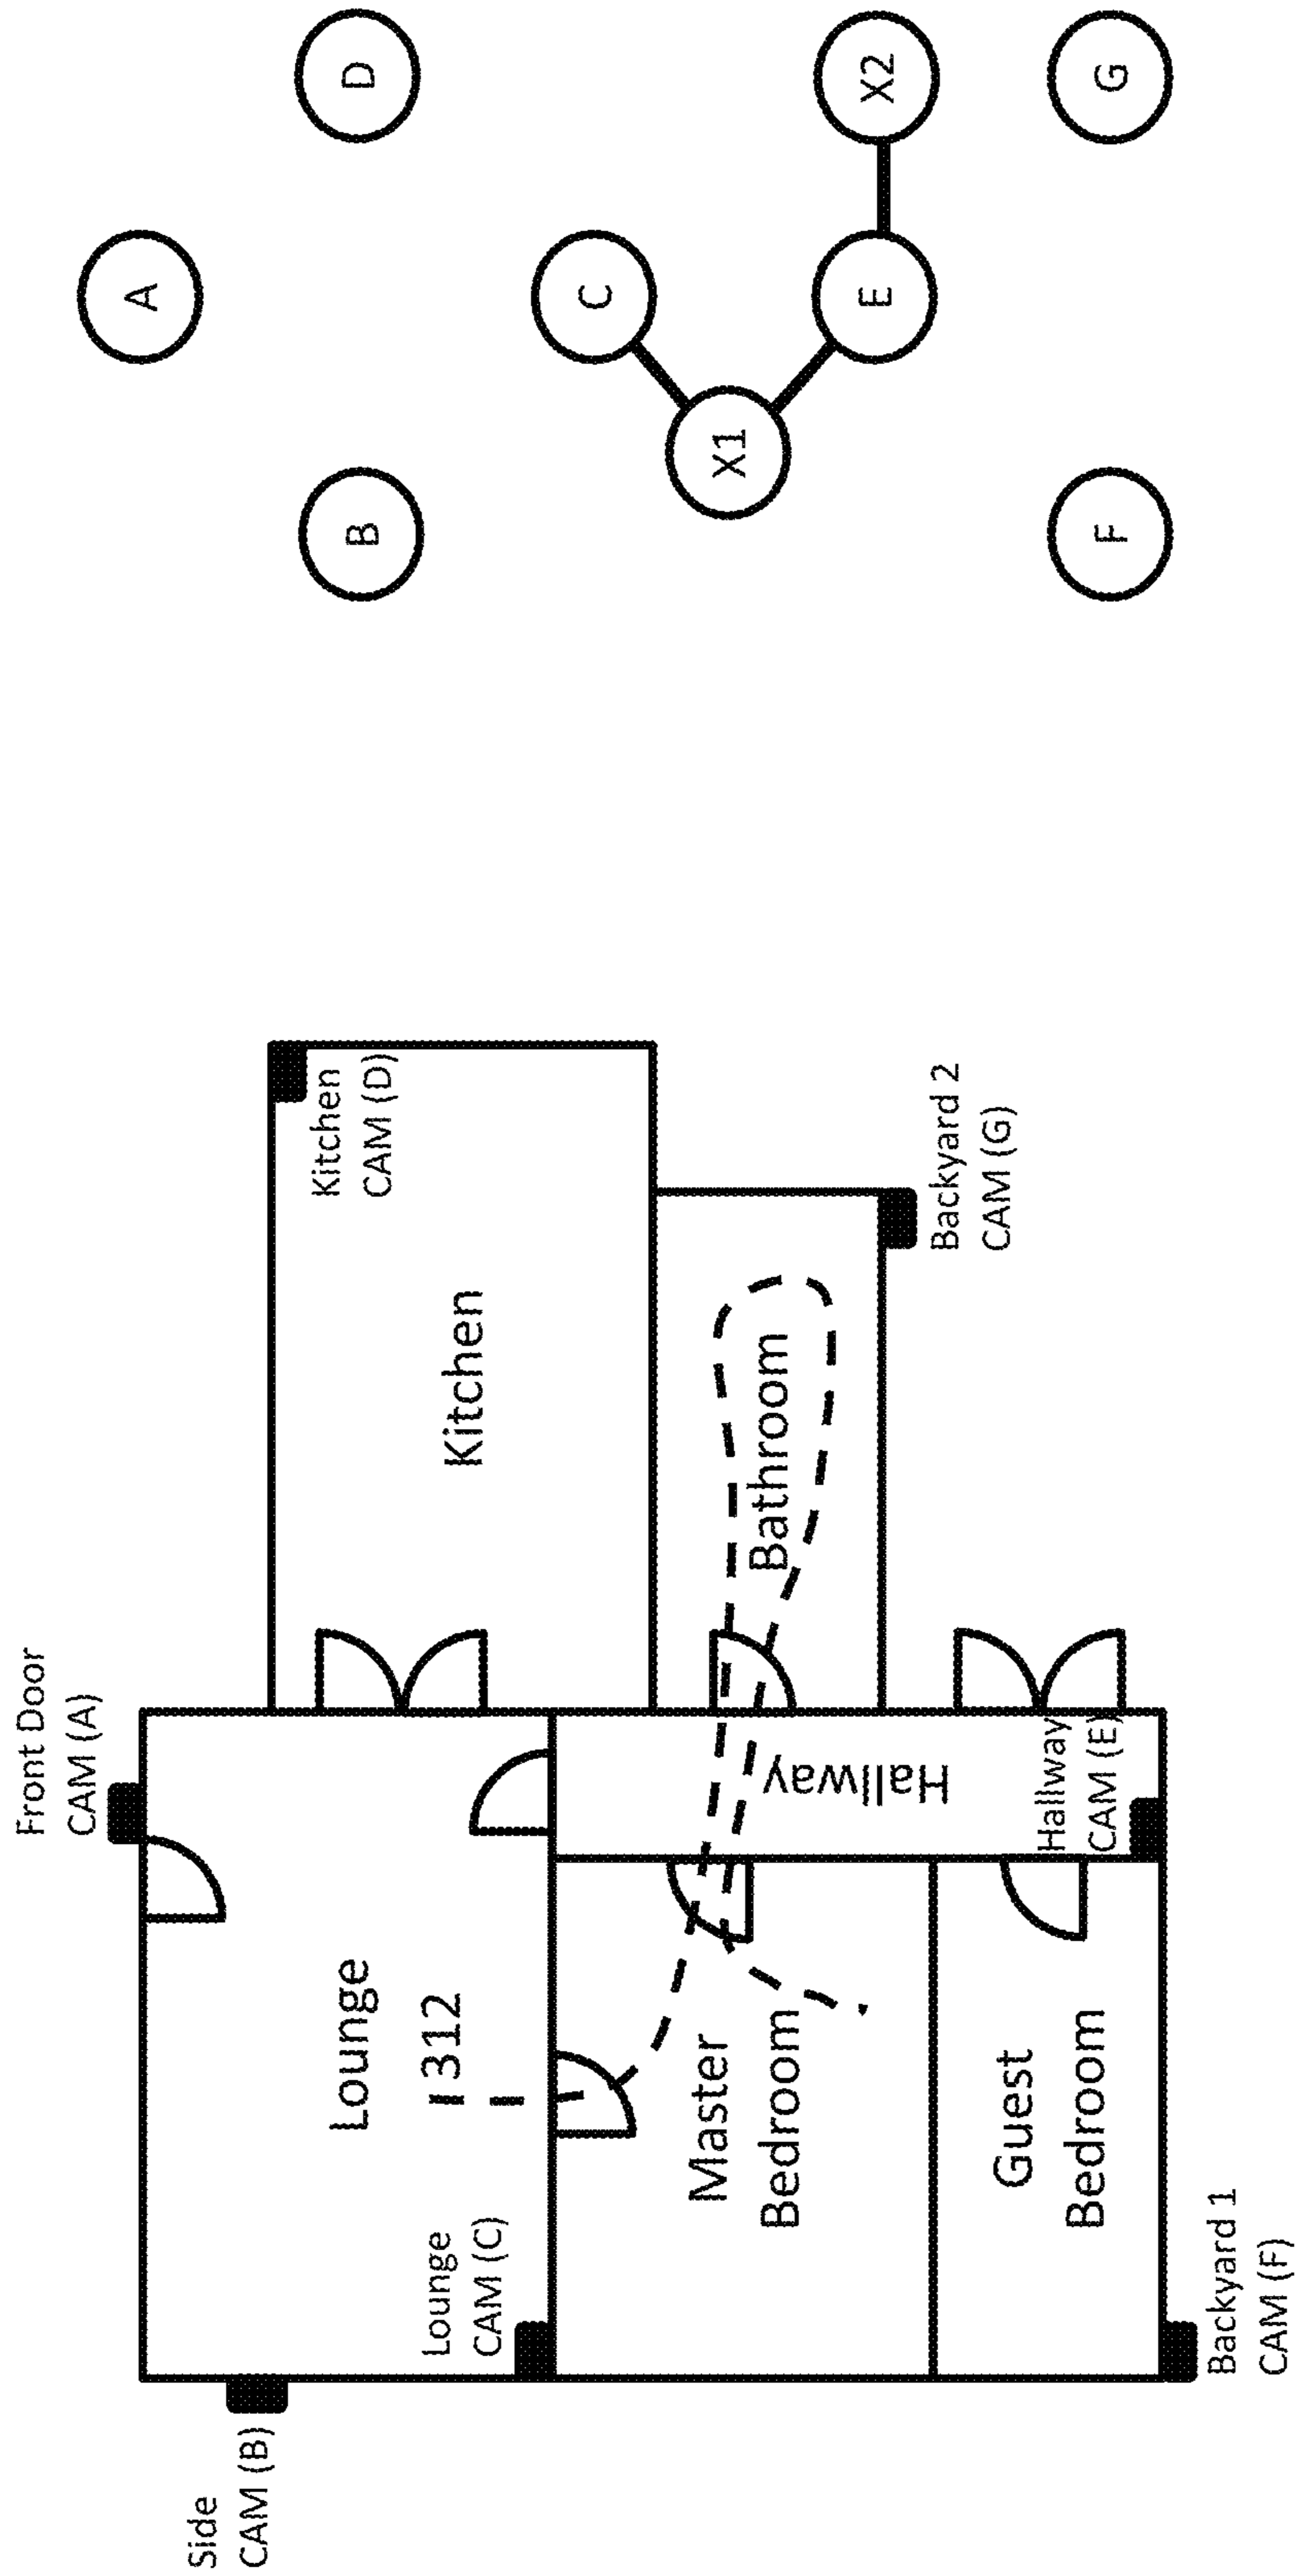 Front Door
CAM (A)
Side
CAM (B)
Lounge
312
Lounge
CAM (C)
Kitchen
Kitchen
CAM (D)
Master
Bedroom
Hallway
Bathroom
Guest
Bedroom
Hallway
CAM (E)
Backyard 1
CAM (F)
Backyard 2
CAM (G)
A
B
D
C
X1
E
X2
F
G